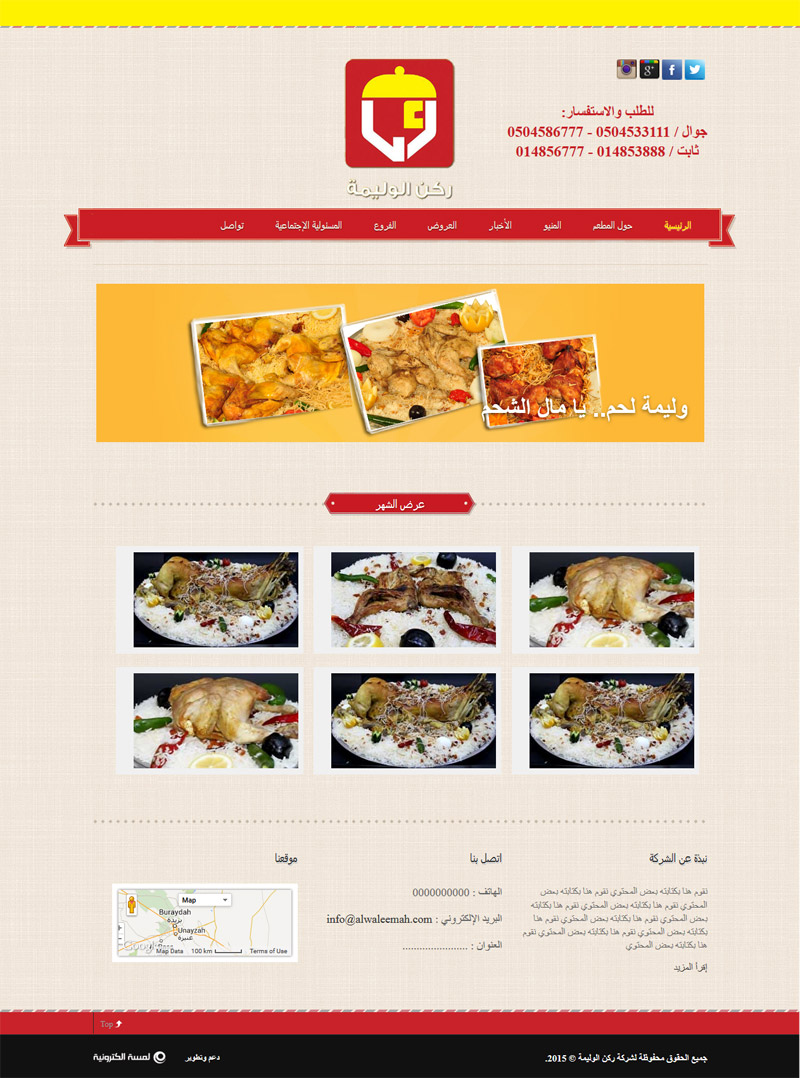 للطلب والاستفسار:
جوال / 0504533111 - 0504586777
ثابت / 014853888 - 014856777
ركن الوليمة
الرئيسية
حول المطعم
المنيو
الأخبار
العروض
الفروع
المسئولية الإجتماعية
تواصل
وليمة لحم.. يا مال الشحم
عرض الشهر
نبذة عن الشركة
نقوم هنا بكتابته بعض المحتوي نقوم هنا بكتابته بعض
المحتوي نقوم هنا بكتابته بعض المحتوي نقوم هنا بكتابته
بعض المحتوي نقوم هنا بكتابته بعض المحتوي نقوم هنا
بكتابته بعض المحتوي نقوم هنا بكتابته بعض المحتوي نقوم
هنا بكتابته بعض المحتوي
إقرأ المزيد
اتصل بنا
الهاتف : 0000000000
البريد الإلكتروني : info@alwaleemah.com
العنوان : ......................
موقعنا
Map
Buraydah
بريدة
Unayzah
عنيزة
Google
Map Data
100 km
Terms of Use
Top
جميع الحقوق محفوظة لشركة ركن الوليمة © 2015.
دعم وتطوير
لمسة الكترونية